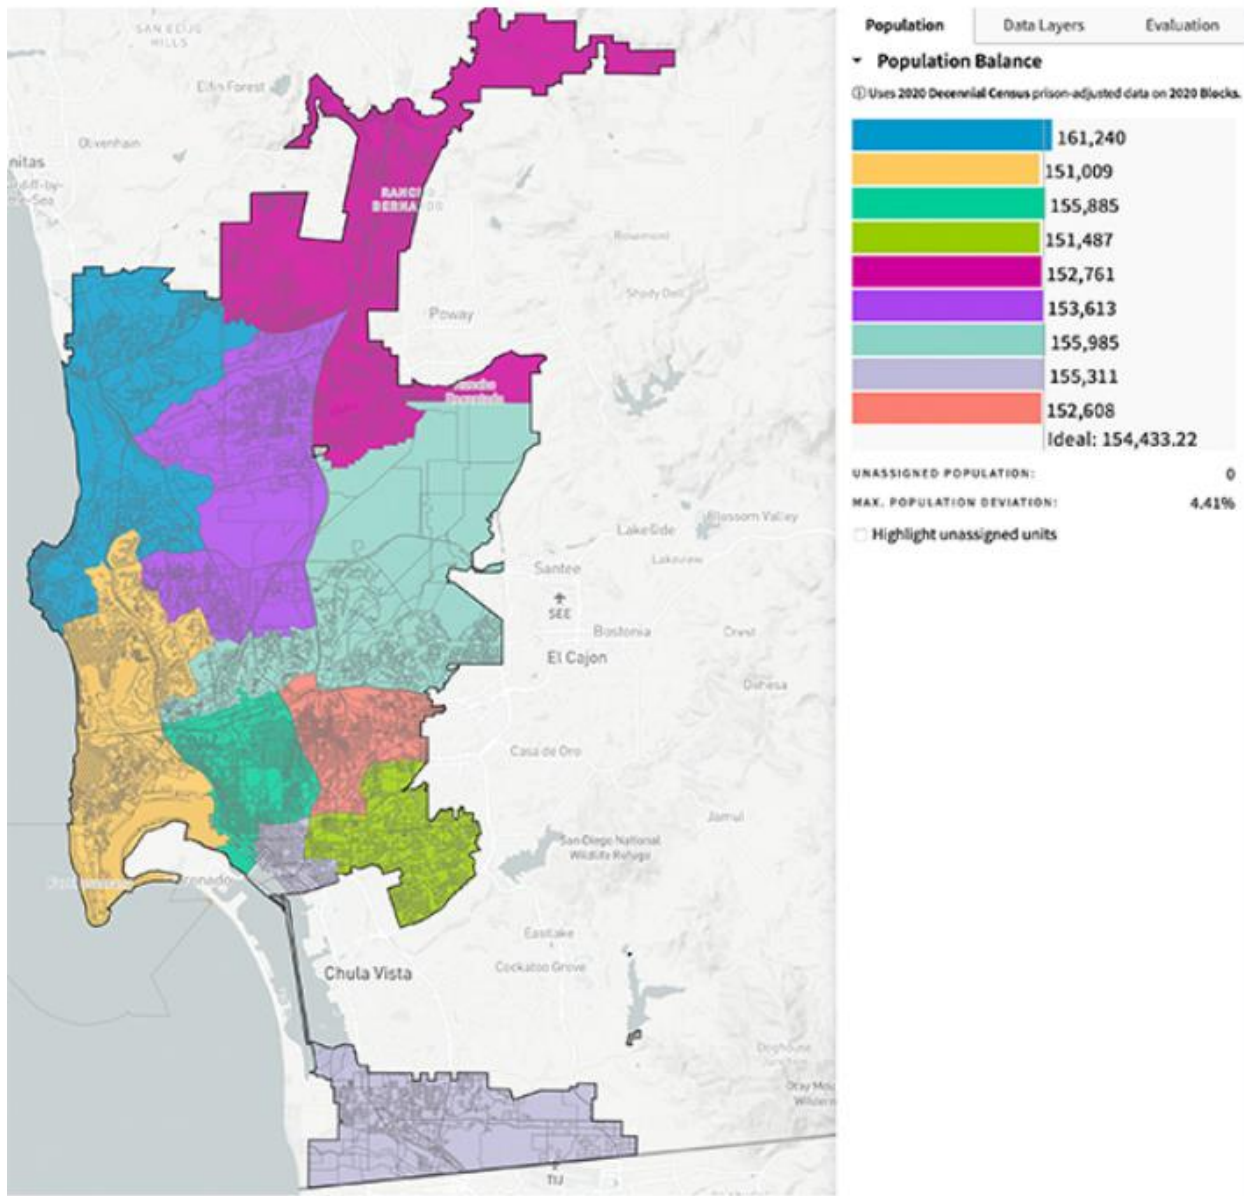 Population Data Layers Evaluation
Population Balance
Uses 2020 Decennial Census prison-adjusted data on 2020 Blocks.
161,240
151,009
155,885
151,487
152,761
153,613
155,985
155,311
152,608
Ideal: 154,433.22
UNASSIGNED POPULATION: 0
MAX. POPULATION DEVIATION: 4.41%
Highlight unassigned units
HILLS
Elfin Forest
Olivenhain
nitas
RANCHO
BERNARDO
Poway
Lakeside
Blossom Valley
Lakeview
Santee
SEE
Bostonia
Crest
El Cajon
Dehesa
Casa de Oro
Jamul
San Diego National
Wildlife Refuge
Eastlake
Chula Vista
Cockatoo Grove
TIJ